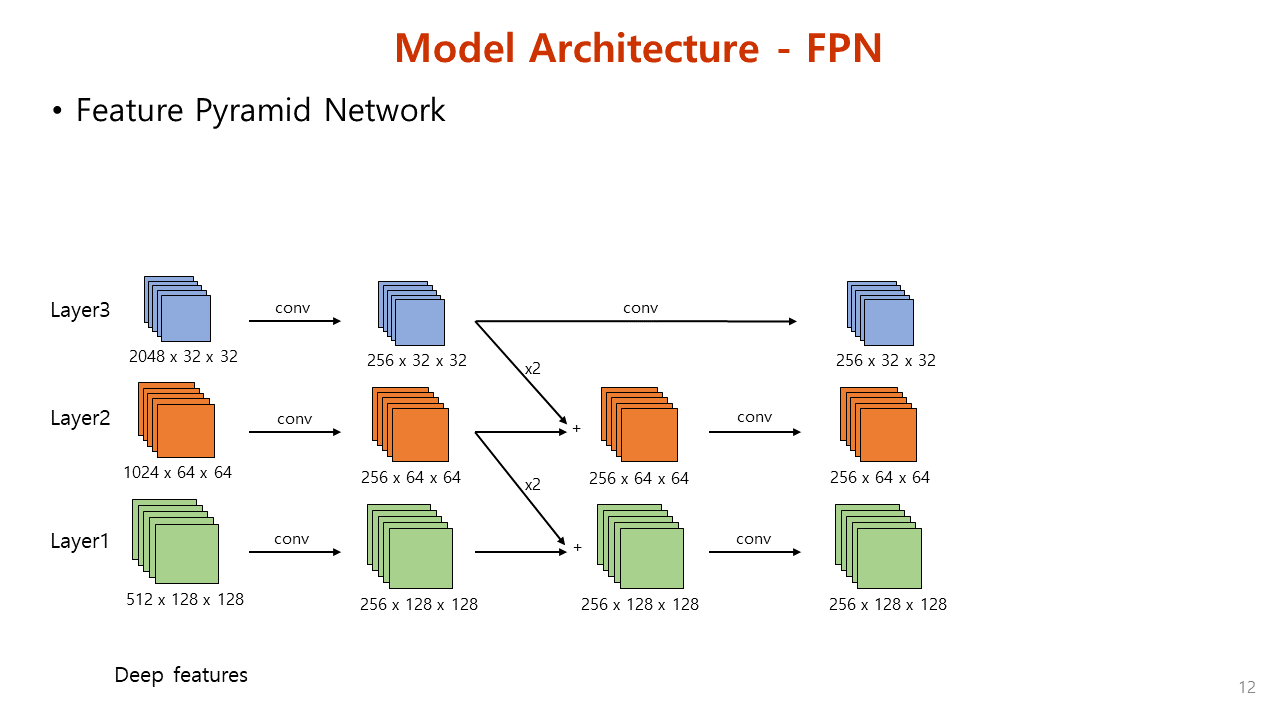 Model Architecture - FPN
• Feature Pyramid Network
Layer3
conv
conv
2048 x 32 x 32
256 x 32 x 32
256 x 32 x 32
x2
Layer2
conv
+
conv
1024 x 64 x 64
256 x 64 x 64
256 x 64 x 64
256 x 64 x 64
x2
Layer1
conv
+
conv
512 x 128 x 128
256 x 128 x 128
256 x 128 x 128
256 x 128 x 128
Deep features
12